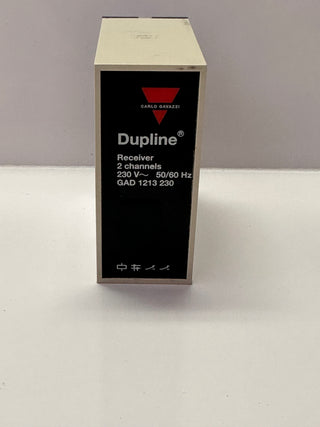 CARLO GAVAZZI
Dupline®
Receiver
2 channels
230 V~ 50/60 Hz
GAD 1213 230